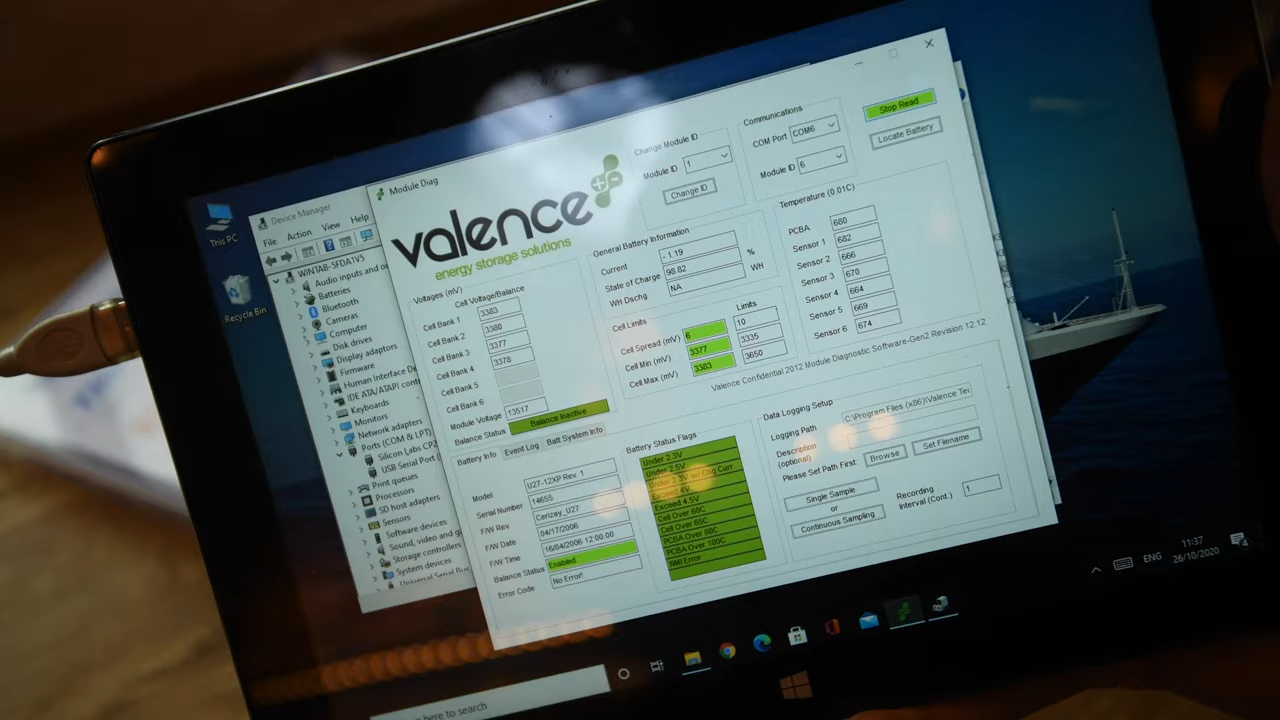 This PC
Recycle Bin
Device Manager
File Action View Help
WINTAB-5FDA1V5
Audio inputs and ou
Batteries
Bluetooth
Cameras
Computer
Disk drives
Display adaptors
Firmware
Human Interface De
IDE ATA/ATAPI cont
Keyboards
Monitors
Network adapters
Ports (COM & LPT)
Silicon Labs CP2
USB Serial Port (
Print queues
Processors
SD host adapters
Sensors
Software devices
Sound, video and g
Storage controllers
System devices
Universal Serial Bus
Module Diag
valence
energy storage solutions
Change Module ID
Module ID 1
Change ID
Communications
COM Port COM6
Module ID 6
Stop Read
Locate Battery
Voltages (mV)
Cell Voltage/Balance
Cell Bank 1 3383
Cell Bank 2 3380
Cell Bank 3 3377
Cell Bank 4 3378
Cell Bank 5
Cell Bank 6
Module Voltage 13517
Balance Status Balance Inactive
General Battery Information
Current -1.19
State of Charge 98.82 %
WH Dschg NA WH
Cell Limits Limits
Cell Spread (mV) 6 10
Cell Min (mV) 3377 3335
Cell Max (mV) 3383 3650
Temperature (0.01C)
PCBA 680
Sensor 1 682
Sensor 2 666
Sensor 3 670
Sensor 4 664
Sensor 5 669
Sensor 6 674
Valence Confidential 2012 Module Diagnostic Software-Gen2 Revision 12.12
Battery Info Event Log Batt System Info
Model U27-12XP Rev. 1
Serial Number 14655
F/W Rev. Cerizay_U27
F/W Date 04/17/2006
F/W Time 16/04/2006 12:00:00
Balance Status Enabled
Error Code No Error!
Battery Status Flags
Under 2.3V
Under 2.5V
Under 2.3V w/ Chg Curr
Exceed 4V
Exceed 4.5V
Cell Over 60C
Cell Over 65C
PCBA Over 80C
PCBA Over 100C
NMI Error
Data Logging Setup
Logging Path C:\Program Files (x86)\Valence Tec
Description
(optional)
Please Set Path First: Browse Set Filename
Single Sample
or
Continuous Sampling
Recording
Interval (Cont.) 1
here to search
ENG
11:37
26/10/2020